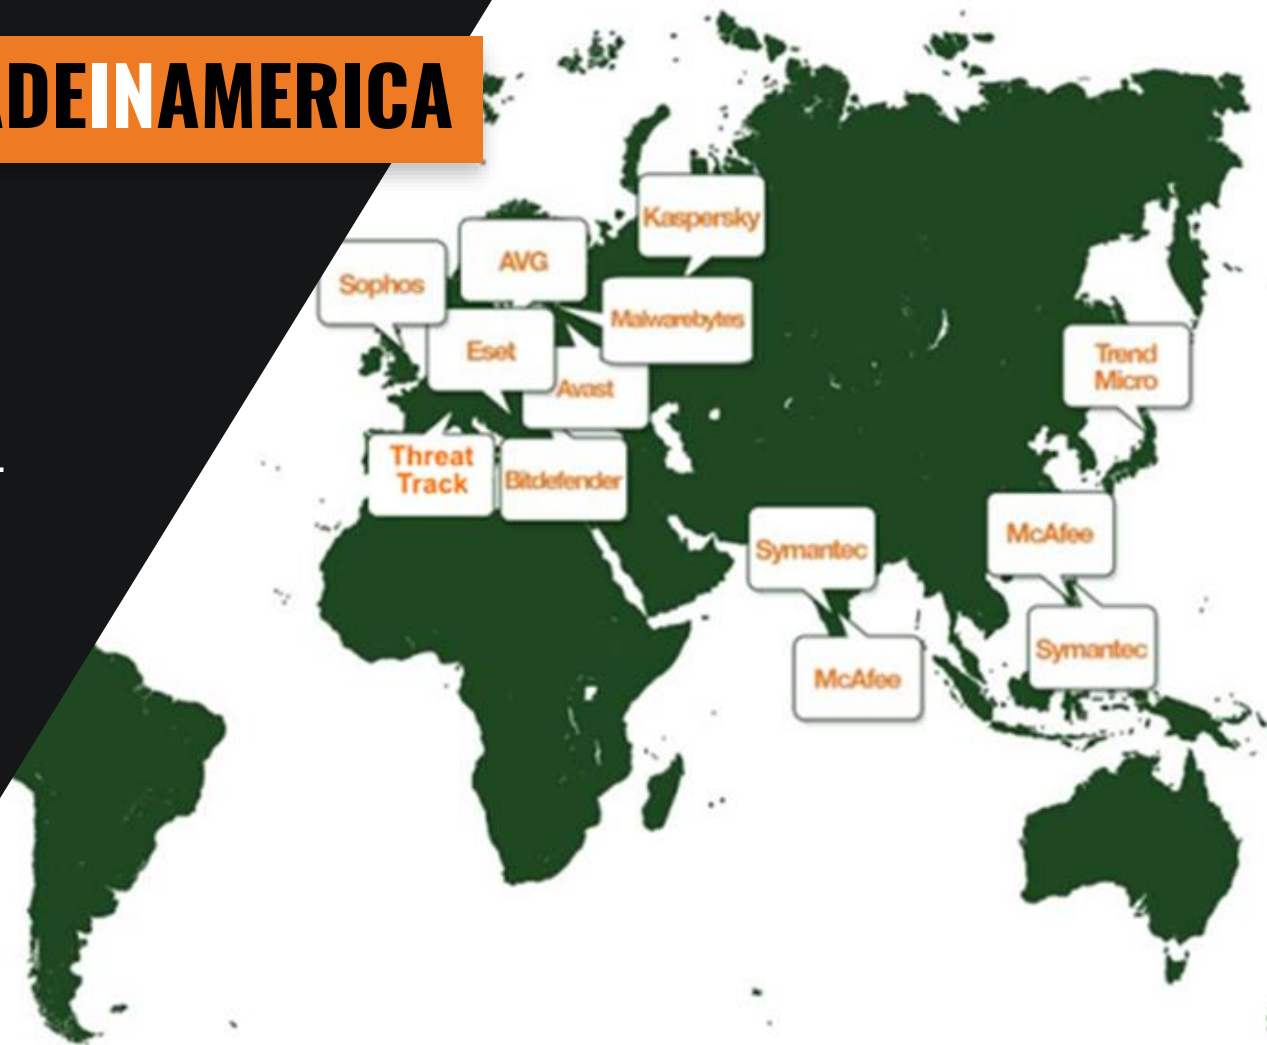 ADEINAMERICA
Kaspersky
AVG
Sophos
Malwarebytes
Eset
Trend
Micro
Avast
Threat
Track
Bitdefender
McAfee
Symantec
Symantec
McAfee